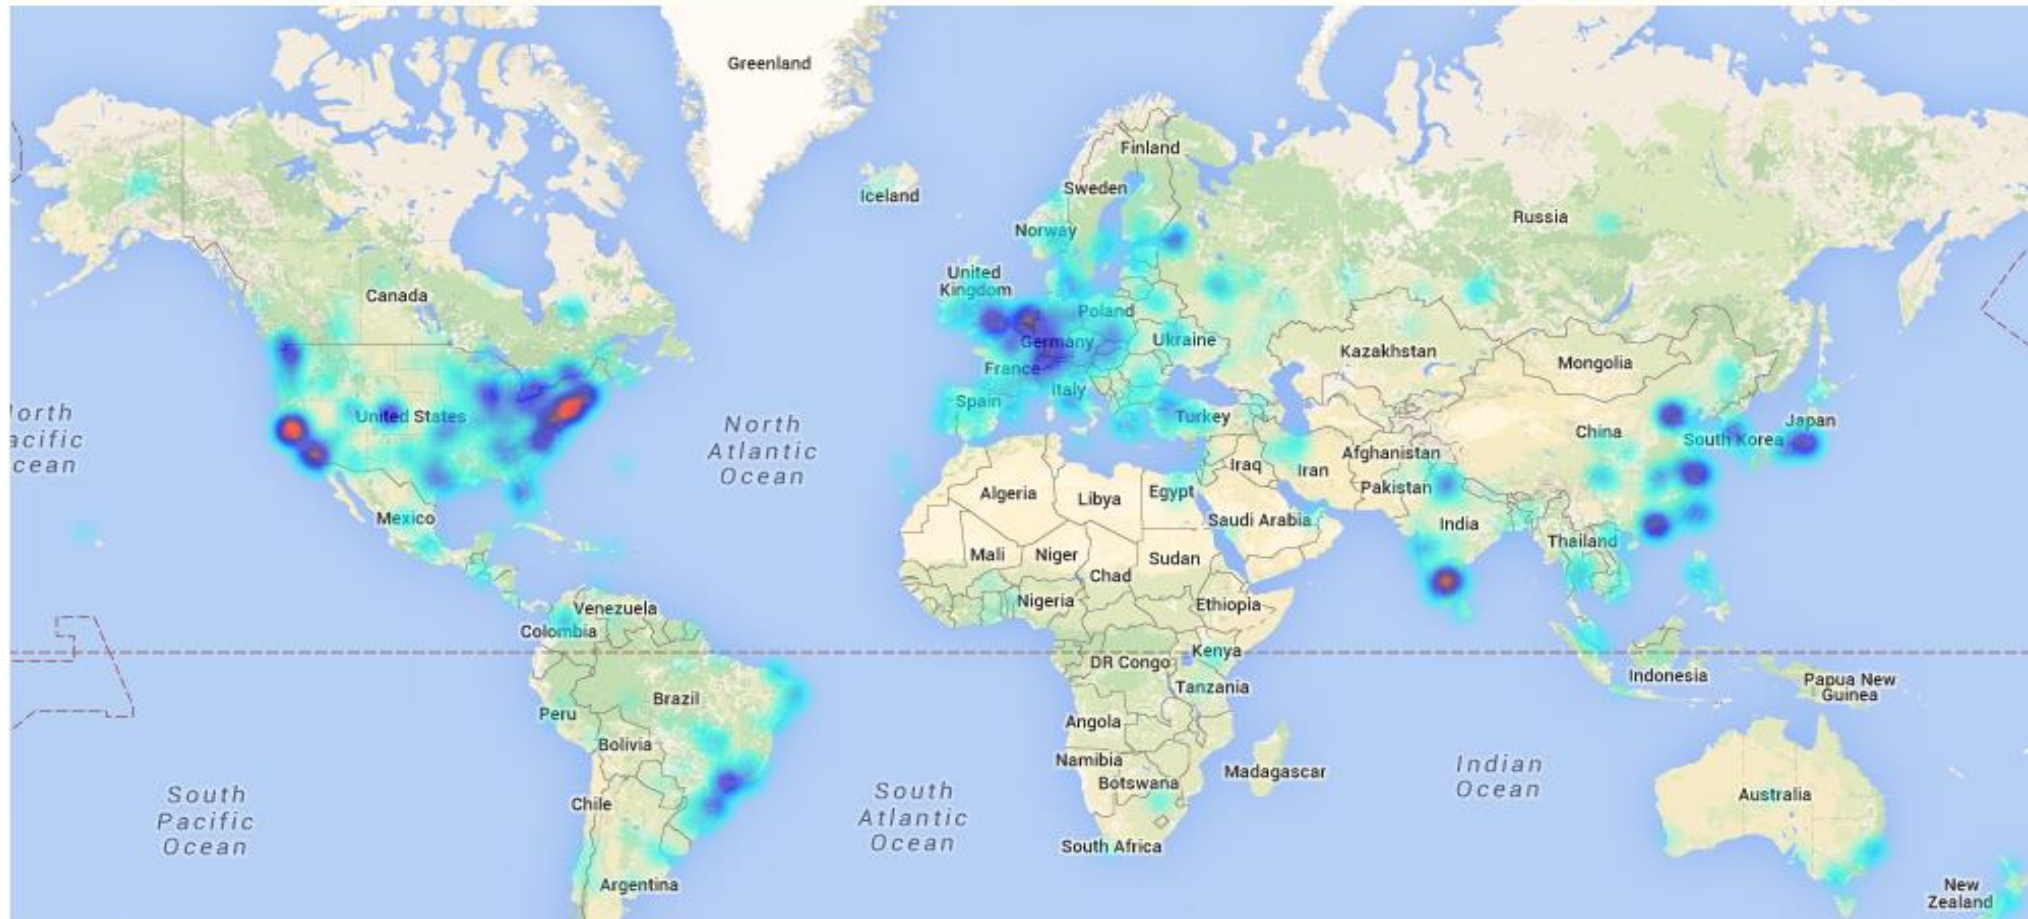 Greenland
Finland
Iceland
Sweden
Russia
Norway
United
Kingdom
Canada
Poland
Ukraine
Germany
Kazakhstan
Mongolia
France
Italy
Spain
United States
Turkey
orth
acific
cean
North
Atlantic
Ocean
Japan
China
South Korea
Afghanistan
Iraq
Iran
Pakistan
Algeria
Libya
Egypt
Mexico
Saudi Arabia
India
Thailand
Mali
Niger
Sudan
Chad
Nigeria
Ethiopia
Venezuela
Colombia
Kenya
DR Congo
Indonesia
Papua New
Guinea
Tanzania
Brazil
Peru
Angola
Bolivia
Namibia
Botswana
Madagascar
Indian
Ocean
Australia
South
Pacific
Ocean
Chile
South
Atlantic
Ocean
South Africa
Argentina
New
Zealand